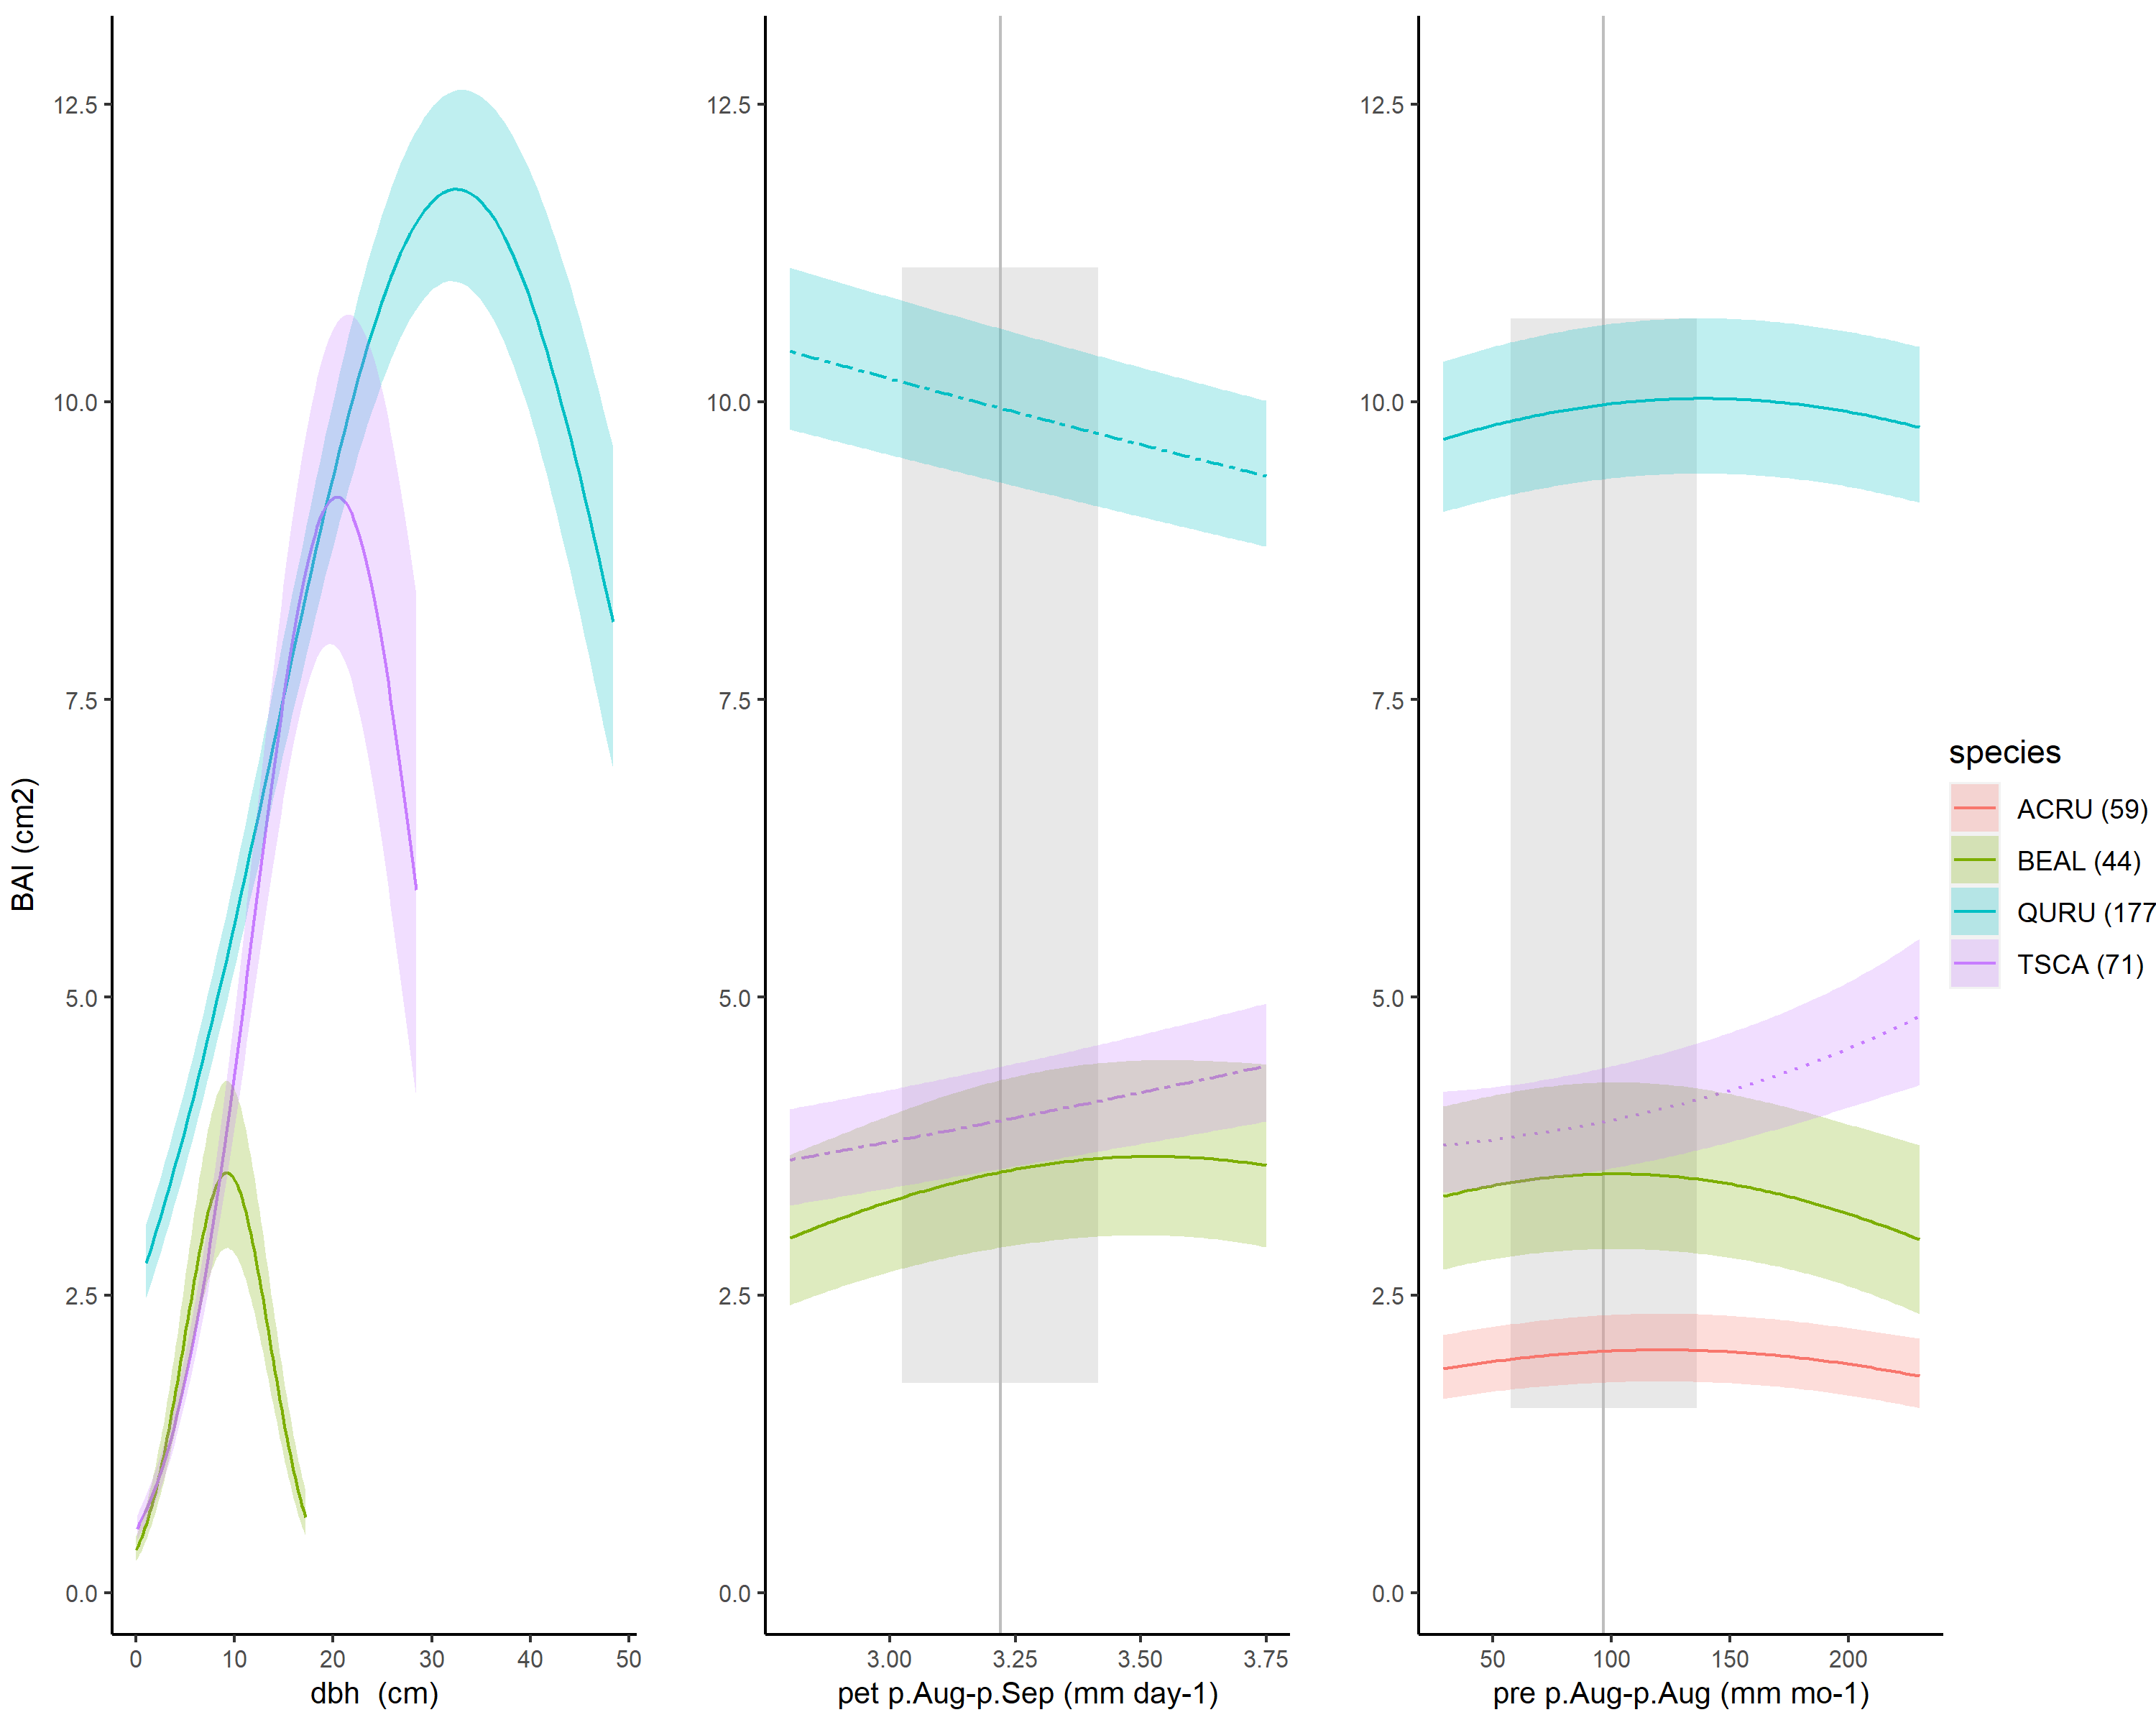 BAI (cm2)
12.5
10.0
7.5
5.0
2.5
0.0
0 10 20 30 40 50
dbh (cm)
12.5
10.0
7.5
5.0
2.5
0.0
3.00 3.25 3.50 3.75
pet p.Aug-p.Sep (mm day-1)
12.5
10.0
7.5
5.0
2.5
0.0
50 100 150 200
pre p.Aug-p.Aug (mm mo-1)
species
ACRU (59)
BEAL (44)
QURU (177
TSCA (71)